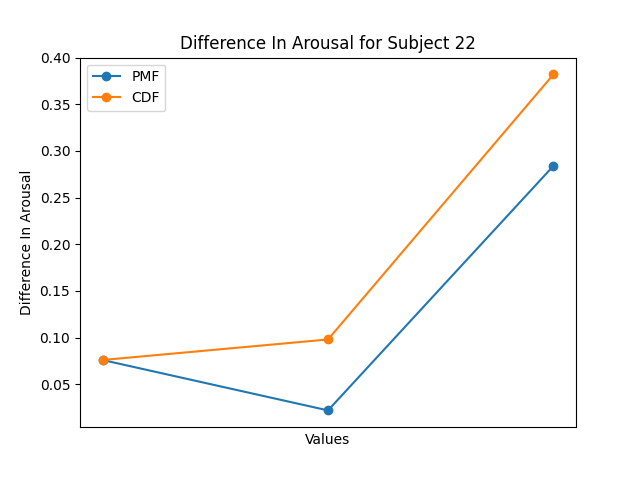 Difference In Arousal for Subject 22
PMF
CDF
0.40
0.35
0.30
0.25
0.20
0.15
0.10
0.05
Difference In Arousal
Values